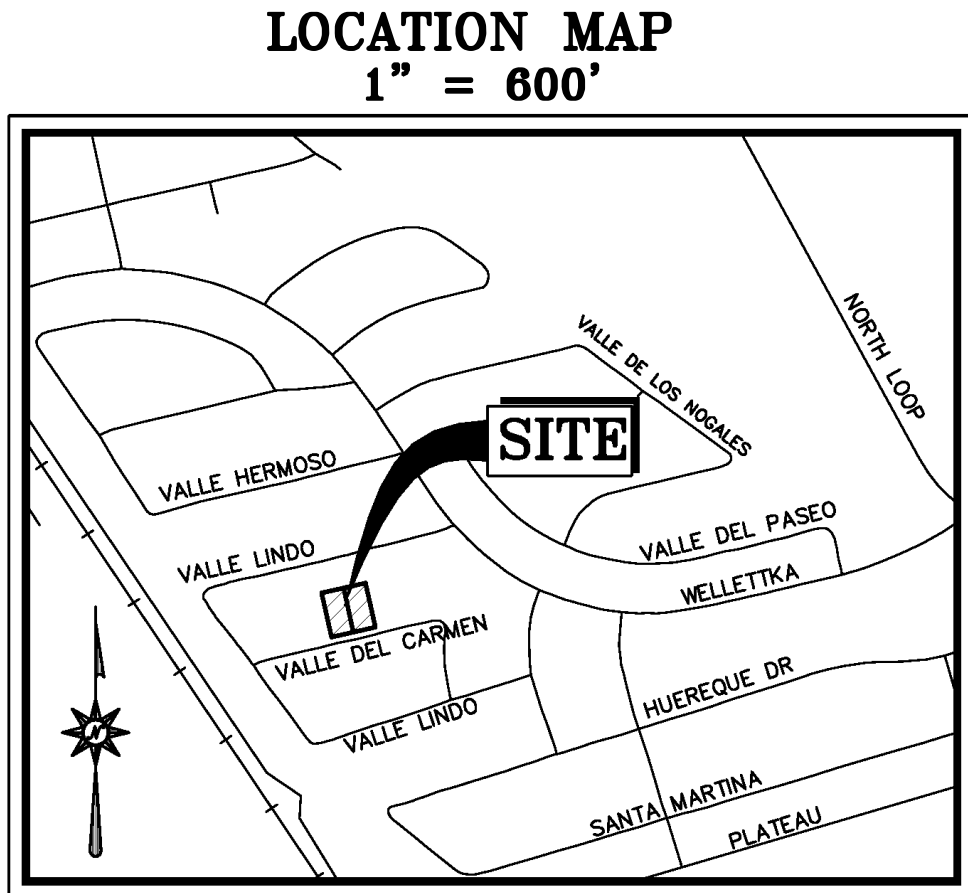 LOCATION MAP
1" = 600'
NORTH LOOP
VALLE DE LOS NOGALES
SITE
VALLE HERMOSO
VALLE DEL PASEO
VALLE LINDO
WELLETTKA
VALLE DEL CARMEN
HUEREQUE DR
VALLE LINDO
N
SANTA MARTINA
PLATEAU